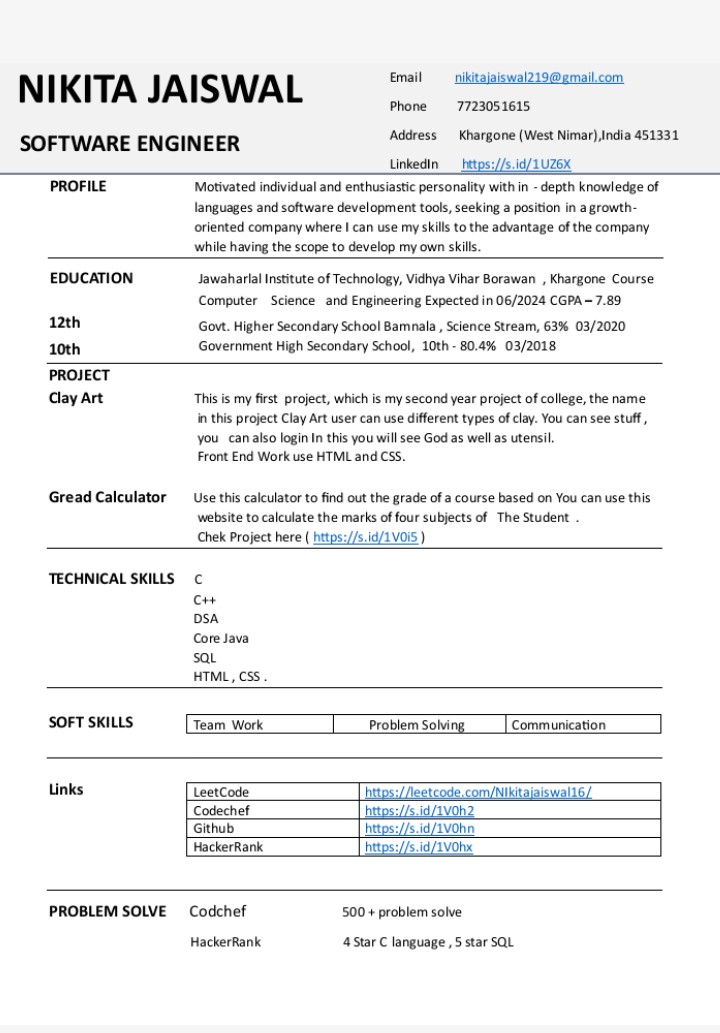 NIKITA JAISWAL
SOFTWARE ENGINEER
Email nikitajaiswal219@gmail.com
Phone 7723051615
Address Khargone (West Nimar),India 451331
LinkedIn https://s.id/1UZ6X
PROFILE Motivated individual and enthusiastic personality with in - depth knowledge of
languages and software development tools, seeking a position in a growth-
oriented company where I can use my skills to the advantage of the company
while having the scope to develop my own skills.
EDUCATION Jawaharlal Institute of Technology, Vidhya Vihar Borawan , Khargone Course
Computer Science and Engineering Expected in 06/2024 CGPA – 7.89
12th Govt. Higher Secondary School Bamnala , Science Stream, 63% 03/2020
10th Government High Secondary School, 10th - 80.4% 03/2018
PROJECT
Clay Art This is my first project, which is my second year project of college, the name
in this project Clay Art user can use different types of clay. You can see stuff ,
you can also login In this you will see God as well as utensil.
Front End Work use HTML and CSS.
Gread Calculator Use this calculator to find out the grade of a course based on You can use this
website to calculate the marks of four subjects of The Student .
Chek Project here ( https://s.id/1V0i5 )
TECHNICAL SKILLS C
C++
DSA
Core Java
SQL
HTML , CSS .
SOFT SKILLS Team Work Problem Solving Communication
Links LeetCode https://leetcode.com/NIkitajaiswal16/
Codechef https://s.id/1V0h2
Github https://s.id/1V0hn
HackerRank https://s.id/1V0hx
PROBLEM SOLVE Codchef 500 + problem solve
HackerRank 4 Star C language , 5 star SQL